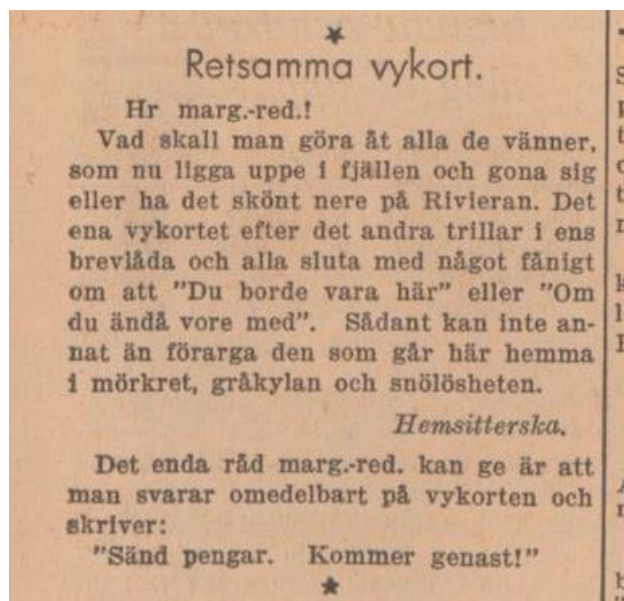 Retsamma vykort.
Hr marg.-red.!
Vad skall man göra åt alla de vänner,
som nu ligga uppe i fjällen och gona sig
eller ha det skönt nere på Rivieran. Det
ena vykortet efter det andra trillar i ens
brevlåda och alla sluta med något fånigt
om att "Du borde vara här" eller "Om
du ändå vore med". Sådant kan inte an-
nat än förarga den som går här hemma
i mörkret, gråkylan och snölösheten.
Hemsitterska.
Det enda råd marg.-red. kan ge är att
man svarar omedelbart på vykorten och
skriver:
"Sänd pengar. Kommer genast!"